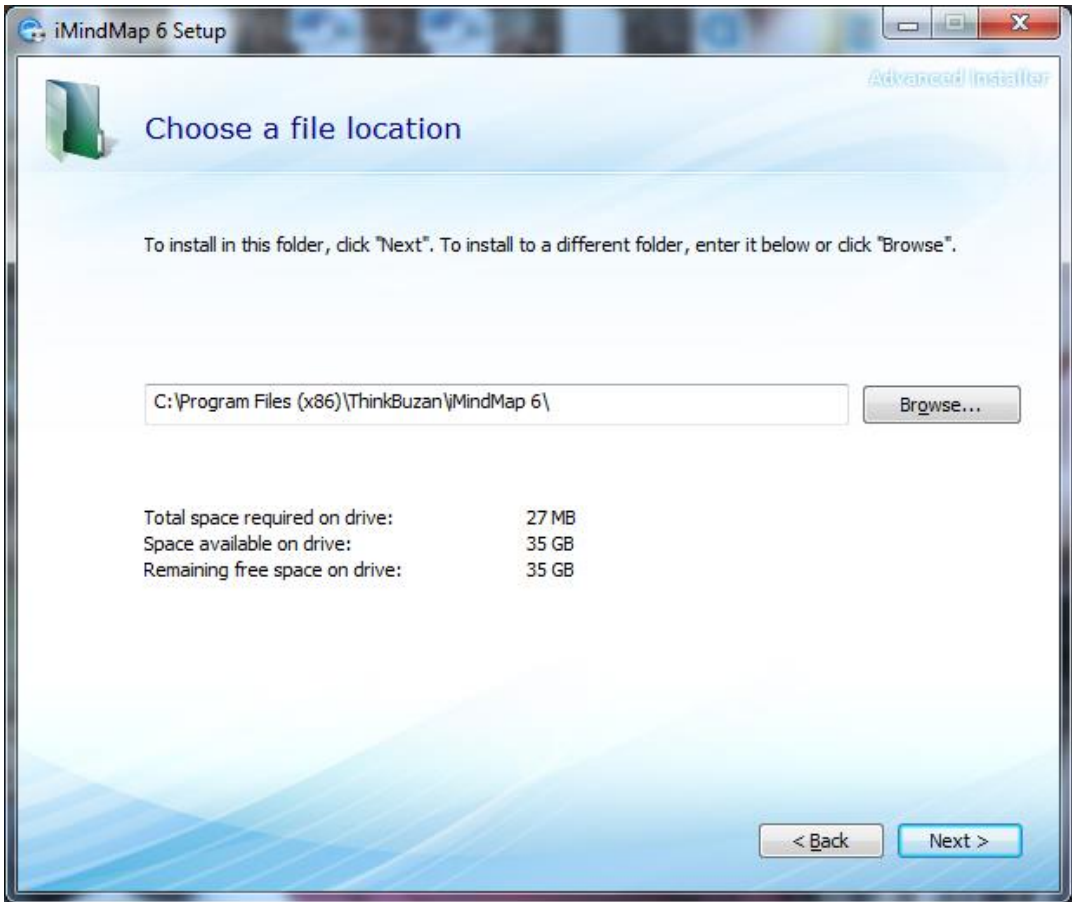 iMindMap 6 Setup
Advanced Installer
Choose a file location
To install in this folder, click "Next". To install to a different folder, enter it below or click "Browse".
C:\Program Files (x86)\ThinkBuzan\iMindMap 6\
Browse...
Total space required on drive: 27 MB
Space available on drive: 35 GB
Remaining free space on drive: 35 GB
< Back
Next >